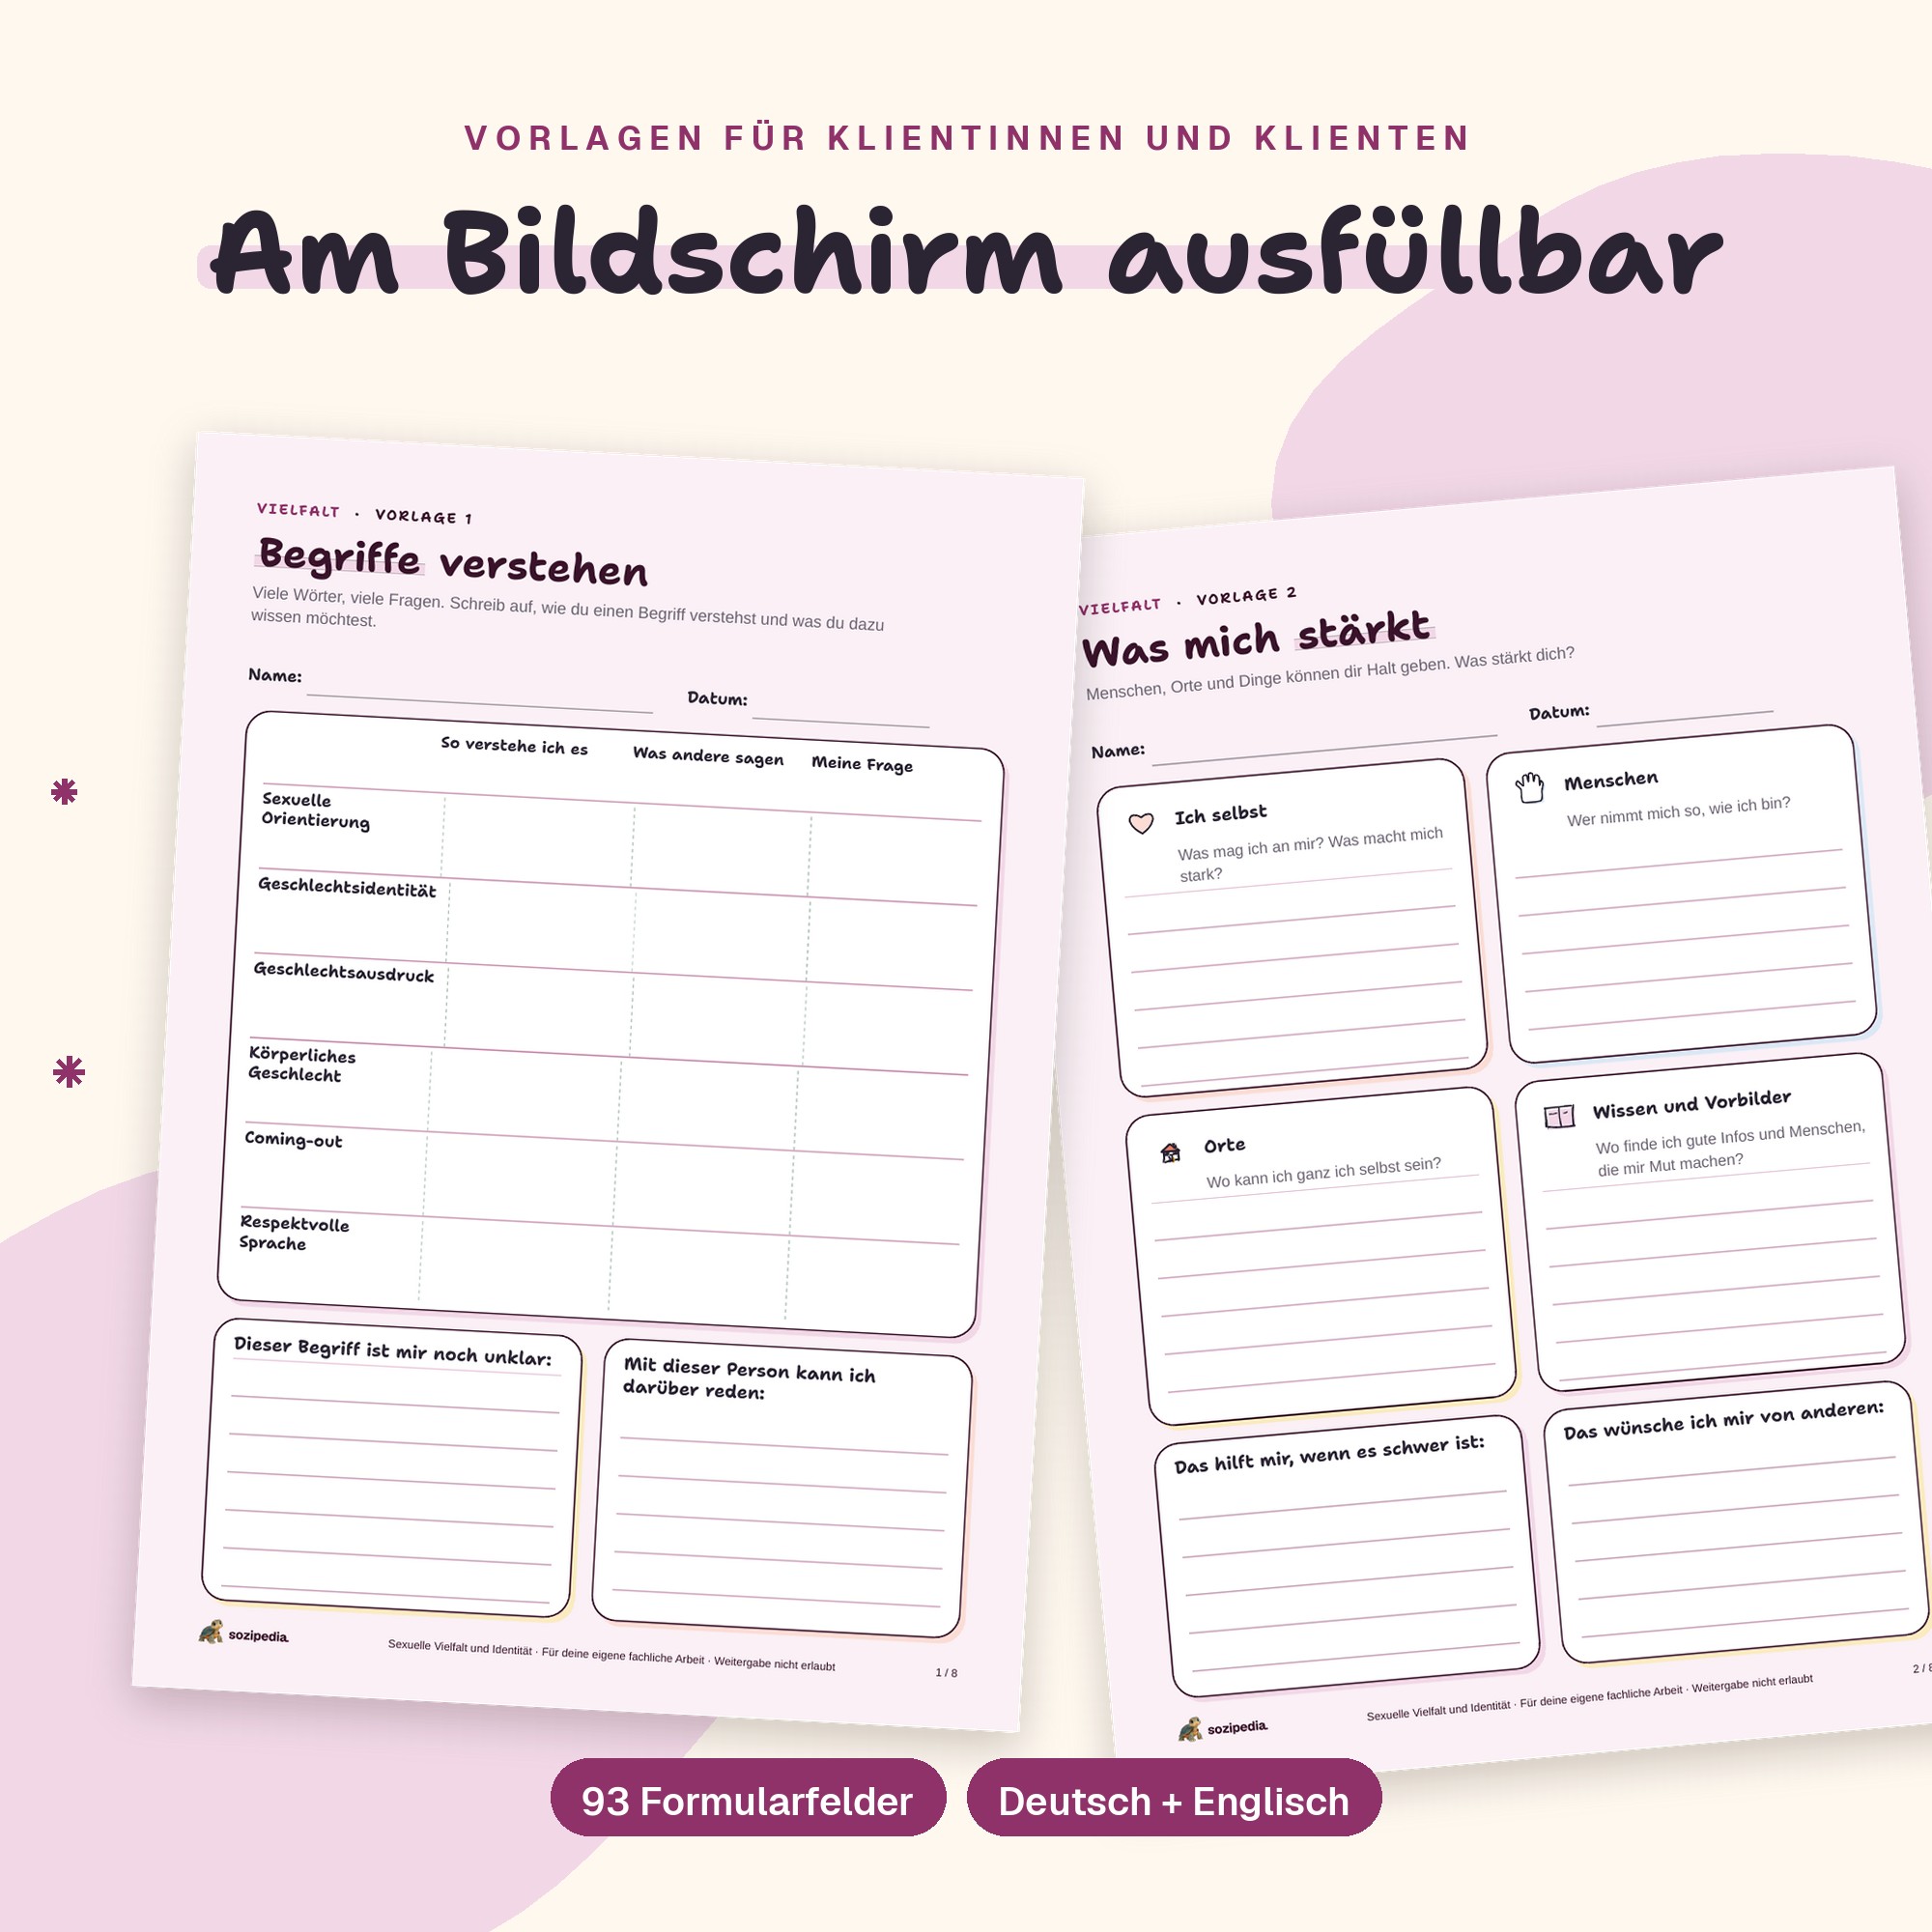 VORLAGEN FÜR KLIENTINNEN UND KLIENTEN
Am Bildschirm ausfüllbar
VIELFALT · VORLAGE 1
Begriffe verstehen
Viele Wörter, viele Fragen. Schreib auf, wie du einen Begriff verstehst und was du dazu
wissen möchtest.
Name:
Datum:
So verstehe ich es
Was andere sagen
Meine Frage
Sexuelle
Orientierung
Geschlechtsidentität
Geschlechtsausdruck
Körperliches
Geschlecht
Coming-out
Respektvolle
Sprache
Dieser Begriff ist mir noch unklar:
Mit dieser Person kann ich
darüber reden:
sozipedia.
Sexuelle Vielfalt und Identität · Für deine eigene fachliche Arbeit · Weitergabe nicht erlaubt
1 / 8
VIELFALT · VORLAGE 2
Was mich stärkt
Menschen, Orte und Dinge können dir Halt geben. Was stärkt dich?
Name:
Datum:
Ich selbst
Was mag ich an mir? Was macht mich
stark?
Menschen
Wer nimmt mich so, wie ich bin?
Orte
Wo kann ich ganz ich selbst sein?
Wissen und Vorbilder
Wo finde ich gute Infos und Menschen,
die mir Mut machen?
Das hilft mir, wenn es schwer ist:
Das wünsche ich mir von anderen:
sozipedia.
Sexuelle Vielfalt und Identität · Für deine eigene fachliche Arbeit · Weitergabe nicht erlaubt
2 / 8
93 Formularfelder
Deutsch + Englisch